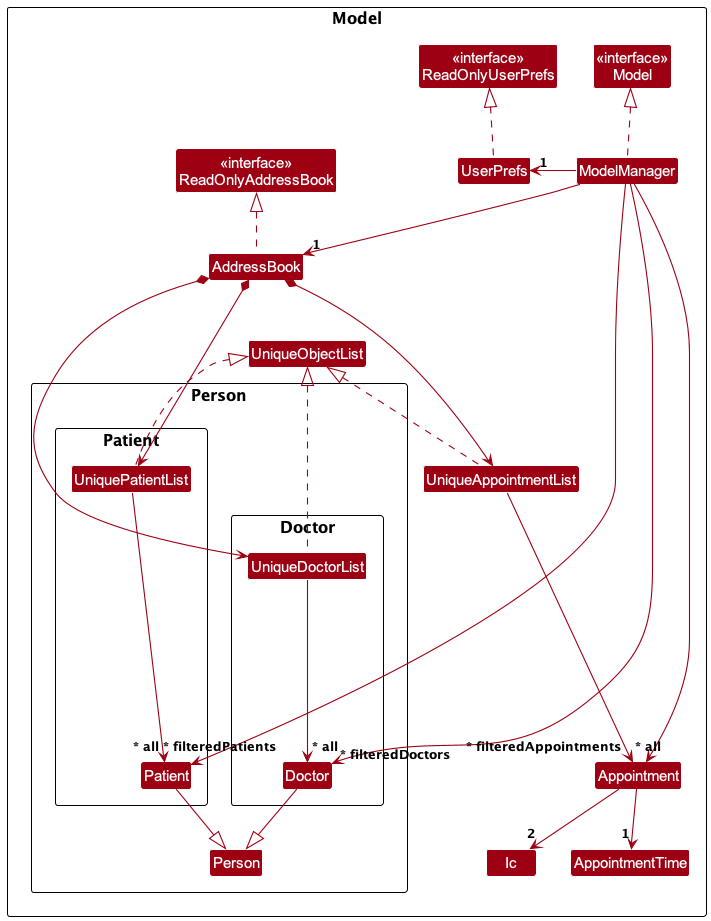 Model
«interface»
ReadOnlyUserPrefs
«interface»
Model
«interface»
ReadOnlyAddressBook
UserPrefs
1
ModelManager
1
AddressBook
UniqueObjectList
Person
Patient
UniquePatientList
UniqueAppointmentList
Doctor
UniqueDoctorList
* all
* filteredPatients
* all
* filteredDoctors
* filteredAppointments
* all
Patient
Doctor
Appointment
2
1
Person
Ic
AppointmentTime